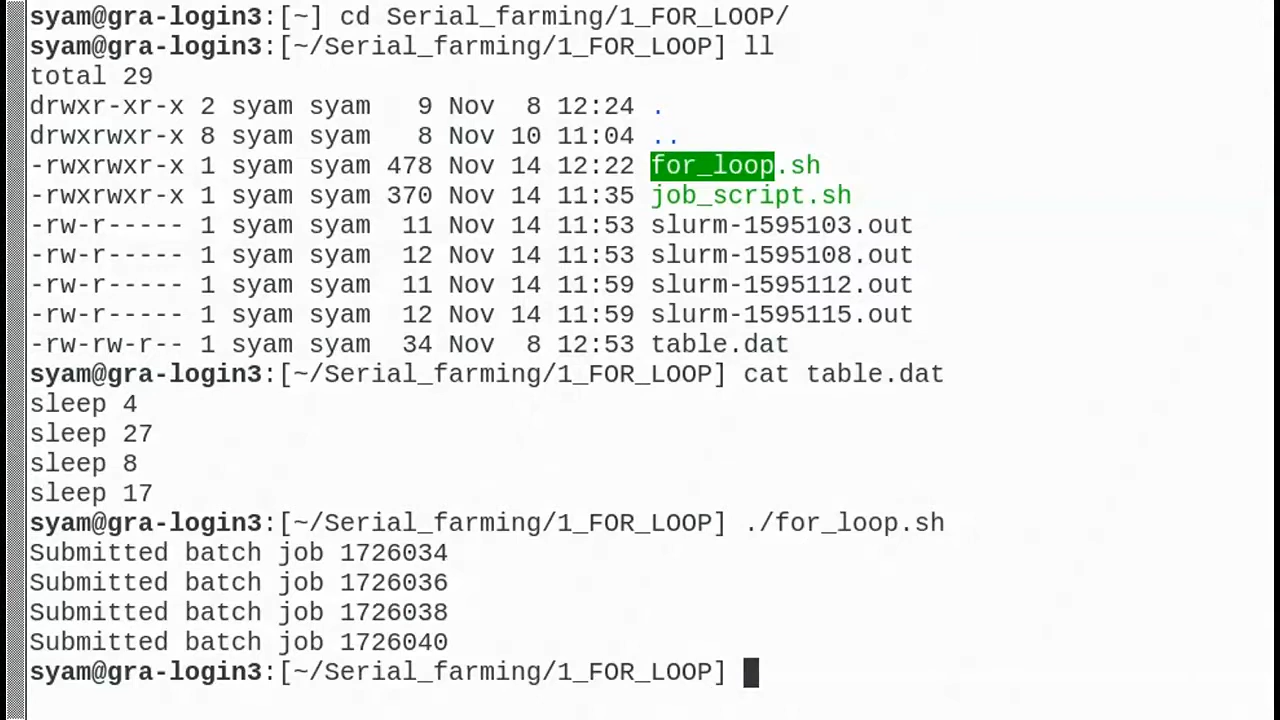 syam@gra-login3:[~] cd Serial_farming/1_FOR_LOOP/
syam@gra-login3:[~/Serial_farming/1_FOR_LOOP] ll
total 29
drwxr-xr-x 2 syam syam   9 Nov  8 12:24 .
drwxrwxr-x 8 syam syam   8 Nov 10 11:04 ..
-rwxrwxr-x 1 syam syam 478 Nov 14 12:22 for_loop.sh
-rwxrwxr-x 1 syam syam 370 Nov 14 11:35 job_script.sh
-rw-r----- 1 syam syam  11 Nov 14 11:53 slurm-1595103.out
-rw-r----- 1 syam syam  12 Nov 14 11:53 slurm-1595108.out
-rw-r----- 1 syam syam  11 Nov 14 11:59 slurm-1595112.out
-rw-r----- 1 syam syam  12 Nov 14 11:59 slurm-1595115.out
-rw-rw-r-- 1 syam syam  34 Nov  8 12:53 table.dat
syam@gra-login3:[~/Serial_farming/1_FOR_LOOP] cat table.dat
sleep 4
sleep 27
sleep 8
sleep 17
syam@gra-login3:[~/Serial_farming/1_FOR_LOOP] ./for_loop.sh
Submitted batch job 1726034
Submitted batch job 1726036
Submitted batch job 1726038
Submitted batch job 1726040
syam@gra-login3:[~/Serial_farming/1_FOR_LOOP]